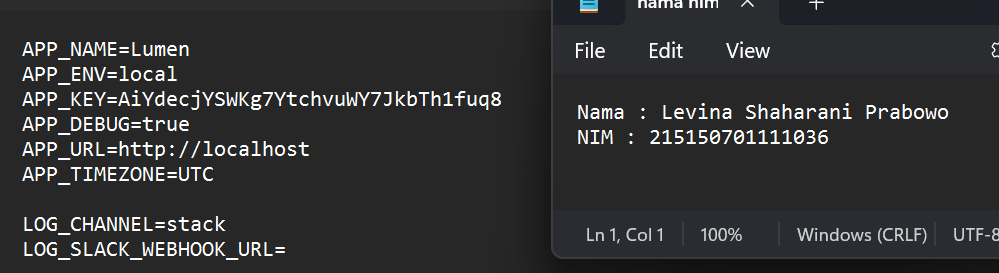 APP_NAME=Lumen
APP_ENV=local
APP_KEY=AiYdecjYSWKg7YtchvuWY7JkbTh1fuq8
APP_DEBUG=true
APP_URL=http://localhost
APP_TIMEZONE=UTC
LOG_CHANNEL=stack
LOG_SLACK_WEBHOOK_URL=
nama nim
File Edit View
Nama : Levina Shaharani Prabowo
NIM : 215150701111036
Ln 1, Col 1 100% Windows (CRLF) UTF-8